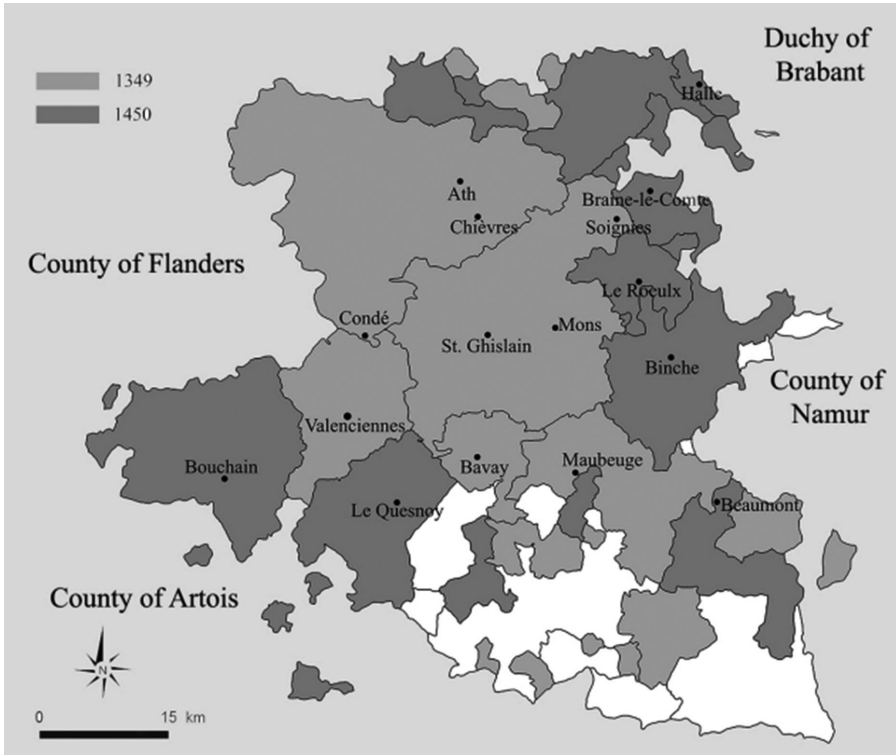 Duchy of
Brabant
1349
1450
Halle
Ath
Braine-le-Comte
Chièvres
Soignies
County of Flanders
Le Roeulx
Condé
Mons
St. Ghislain
Binche
County of
Namur
Valenciennes
Bouchain
Bavay
Maubeuge
Le Quesnoy
Beaumont
County of Artois
N
0 15 km